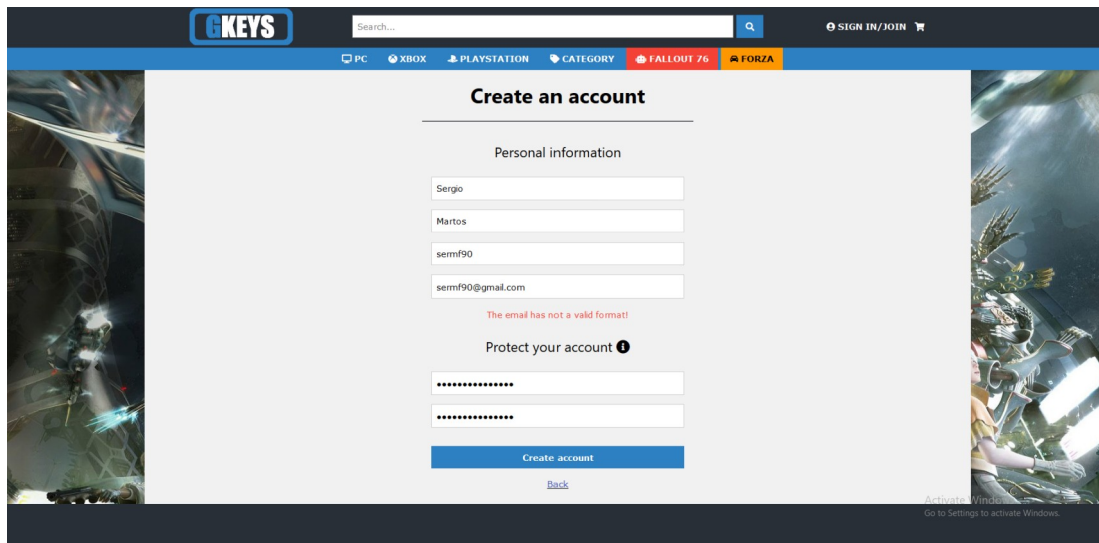 GKEYS
Search...
SIGN IN/JOIN
PC XBOX PLAYSTATION CATEGORY FALLOUT 76 FORZA
Create an account
Personal information
Sergio
Martos
sermf90
sermf90@gmail.com
The email has not a valid format!
Protect your account
•••••••••••••••
•••••••••••••••
Create account
Back
Activate Windows
Go to Settings to activate Windows.